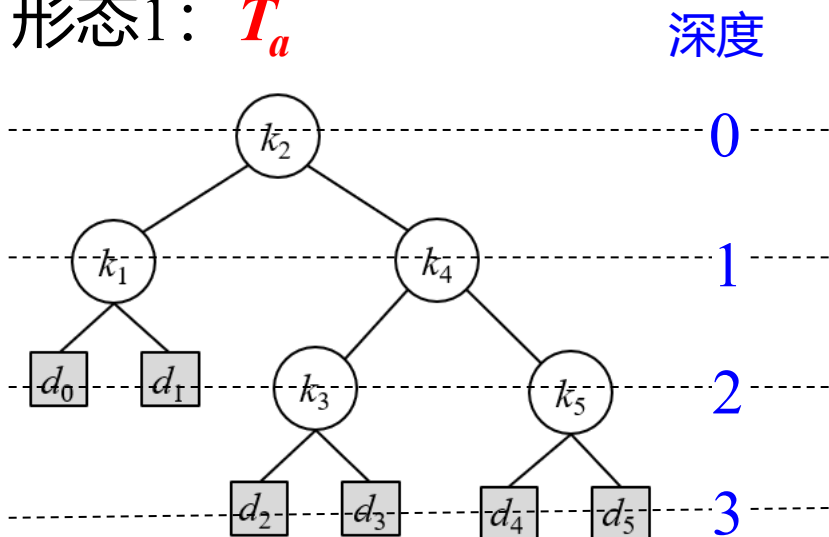 形态1： Tₐ
深度
k₂ 0
k₁ k₄ 1
d₀ d₁ k₃ k₅ 2
d₂ d₃ d₄ d₅ 3